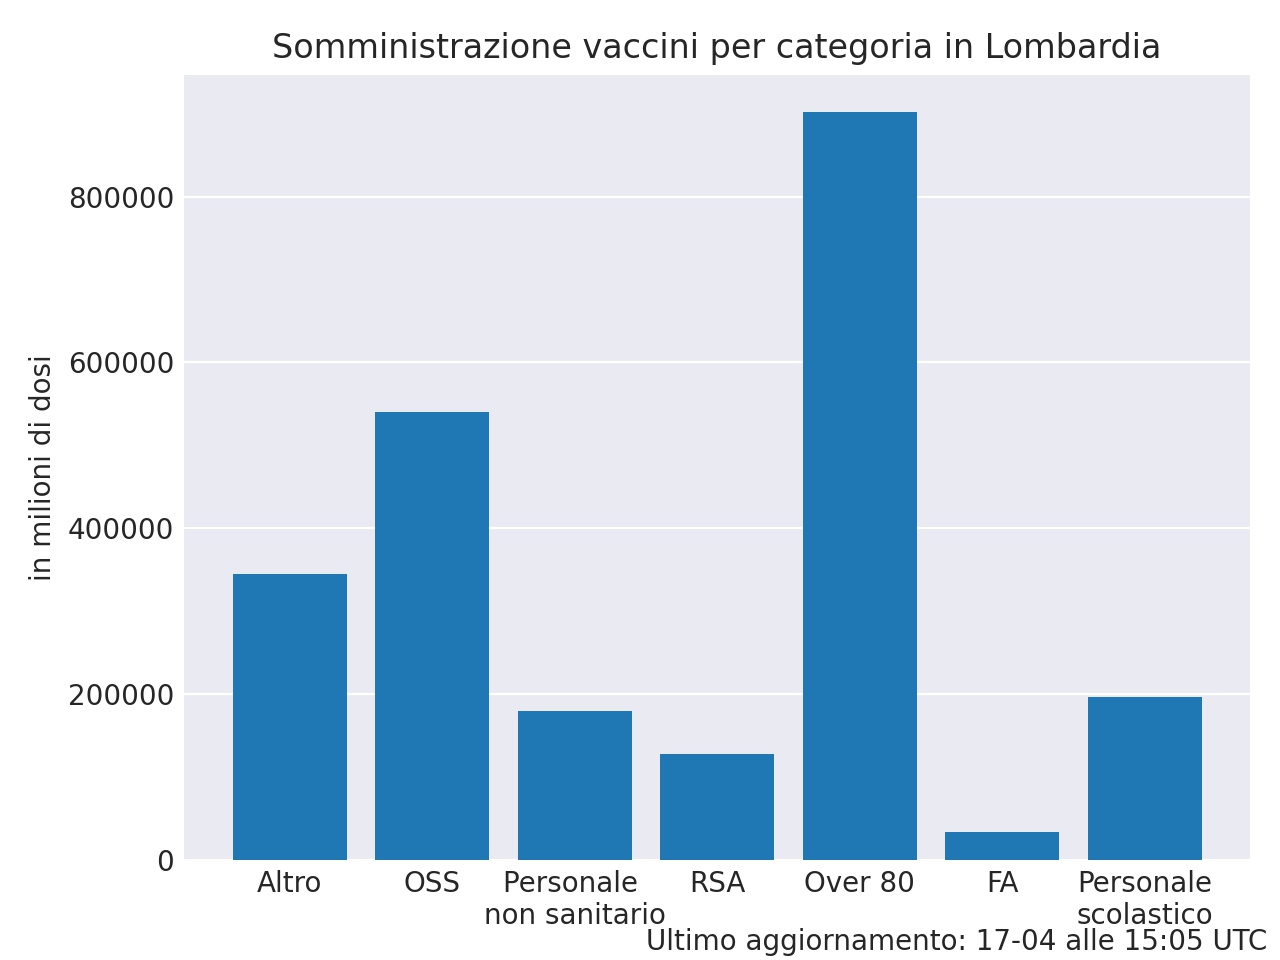 Somministrazione vaccini per categoria in Lombardia
in milioni di dosi
800000
600000
400000
200000
0
Altro
OSS
Personale
non sanitario
RSA
Over 80
FA
Personale
scolastico
Ultimo aggiornamento: 17-04 alle 15:05 UTC